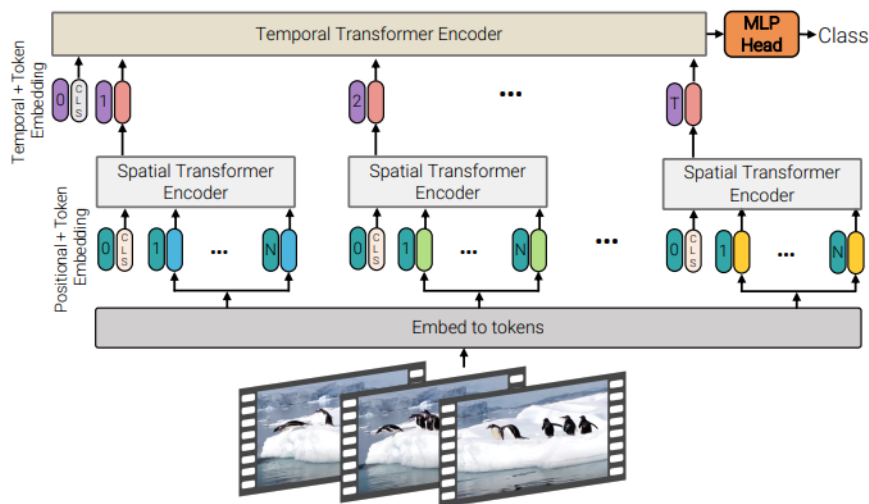 Temporal Transformer Encoder
MLP
Head
Class
Temporal + Token
Embedding
0 CLS 1 2 ... T
Spatial Transformer
Encoder
Spatial Transformer
Encoder
Spatial Transformer
Encoder
Positional + Token
Embedding
0 CLS 1 ... N 0 CLS 1 ... N ... 0 CLS 1 ... N
Embed to tokens